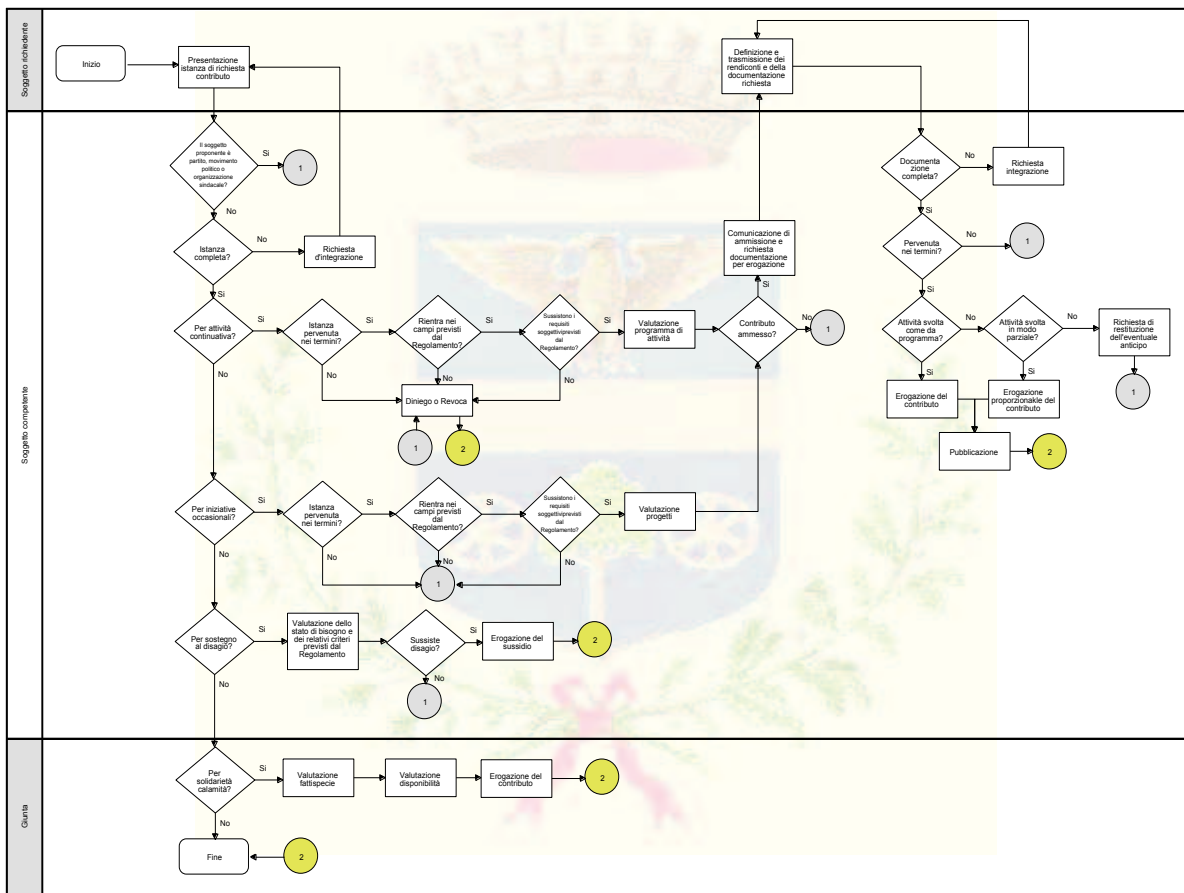 Soggetto richiedente
Inizio
Presentazione
istanza di richiesta
contributo
Definizione e
trasmissione dei
rendiconti e della
documentazione
richiesta
Soggetto competente
Il soggetto
proponente è
partito, movimento
politico o
organizzazione
sindacale?
Si
1
No
Istanza
completa?
No
Richiesta
d'integrazione
Si
Comunicazione di
ammissione e
richiesta
documentazione
per erogazione
Si
Documenta
zione
completa?
No
Richiesta
integrazione
Si
Pervenuta
nei termini?
No
1
Si
Per attività
continuativa?
Si
Istanza
pervenuta
nei termini?
Si
Rientra nei
campi previsti
dal
Regolamento?
Si
Sussistono i
requisiti
soggettiviprevisti
dal
Regolamento?
Si
Valutazione
programma di
attività
Contributo
ammesso?
No
1
Attività svolta
come da
programma?
No
Attività svolta
in modo
parziale?
No
Richiesta di
restituzione
dell'eventuale
anticipo
1
No
No
No
No
Diniego o Revoca
1
2
Si
Si
Erogazione del
contributo
Erogazione
proporzionakle del
contributo
Pubblicazione
2
Per iniziative
occasionali?
Si
Istanza
pervenuta
nei termini?
Si
Rientra nei
campi previsti
dal
Regolamento?
Si
Sussistono i
requisiti
soggettiviprevisti
dal
Regolamento?
Si
Valutazione
progetti
No
No
No
No
1
Per sostegno
al disagio?
Si
Valutazione dello
stato di bisogno e
dei relativi criteri
previsti dal
Regolamento
Sussiste
disagio?
Si
Erogazione del
sussidio
2
No
No
1
Giunta
Per
solidarietà
calamità?
Si
Valutazione
fattispecie
Valutazione
disponibilità
Erogazione del
contributo
2
No
Fine
2